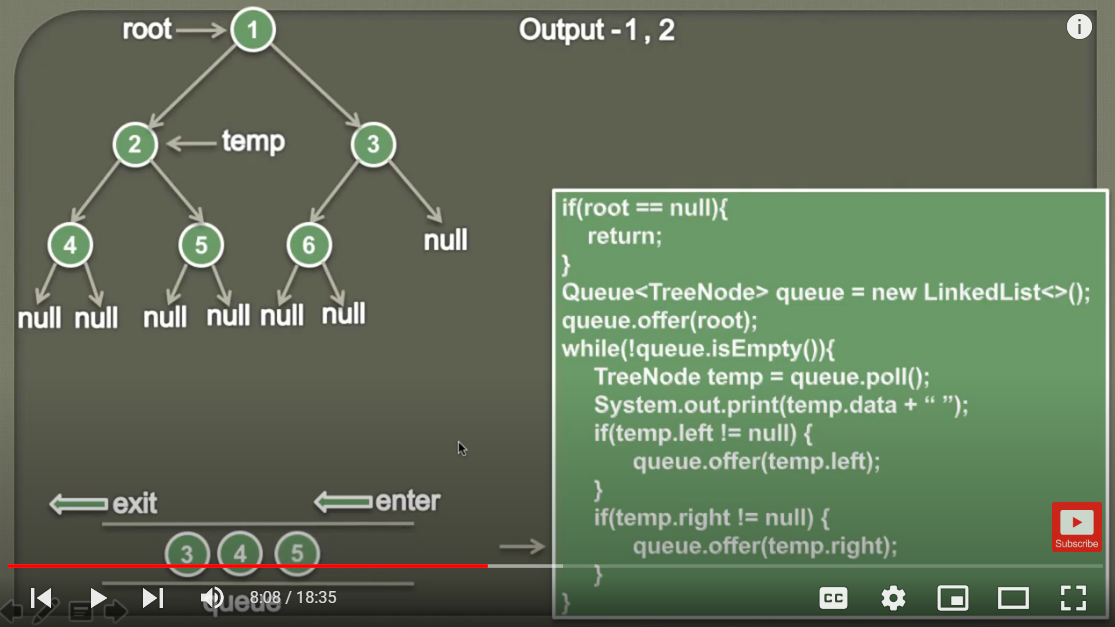 root
1
Output - 1 , 2
2
temp
3
4
5
6
null
null
null
null
null
null
null
if(root == null){
return;
}
Queue<TreeNode> queue = new LinkedList<>();
queue.offer(root);
while(!queue.isEmpty()){
TreeNode temp = queue.poll();
System.out.print(temp.data + “ ”);
if(temp.left != null) {
queue.offer(temp.left);
}
if(temp.right != null) {
queue.offer(temp.right);
}
}
exit
enter
3 4 5
queue
Subscribe
8:08 / 18:35
CC
i